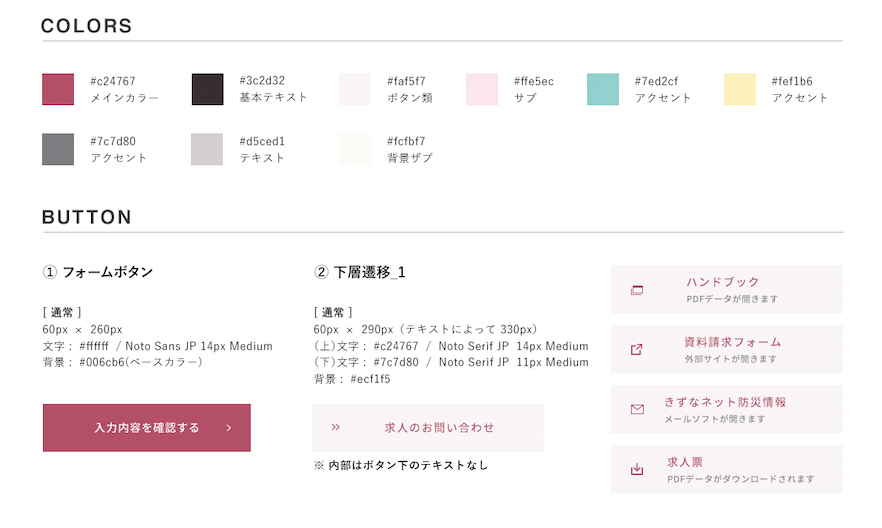 COLORS
#c24767
メインカラー
#3c2d32
基本テキスト
#faf5f7
ボタン類
#ffe5ec
サブ
#7ed2cf
アクセント
#fef1b6
アクセント
#7c7d80
アクセント
#d5ced1
テキスト
#fcfbf7
背景サブ
BUTTON
① フォームボタン
[ 通常 ]
60px × 260px
文字： #ffffff / Noto Sans JP 14px Medium
背景： #006cb6(ベースカラー)
入力内容を確認する
② 下層遷移_1
[ 通常 ]
60px × 290px（テキストによって 330px）
(上)文字： #c24767 / Noto Serif JP 14px Medium
(下)文字： #7c7d80 / Noto Serif JP 11px Medium
背景： #ecf1f5
求人のお問い合わせ
※ 内部はボタン下のテキストなし
ハンドブック
PDFデータが開きます
資料請求フォーム
外部サイトが開きます
きずなネット防災情報
メールソフトが開きます
求人票
PDFデータがダウンロードされます